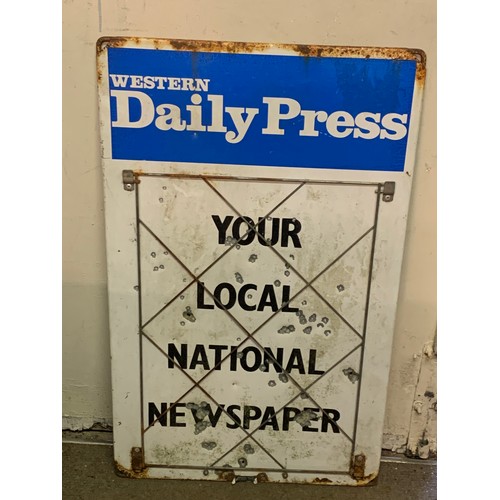 WESTERN
Daily Press
YOUR
LOCAL
NATIONAL
NEWSPAPER